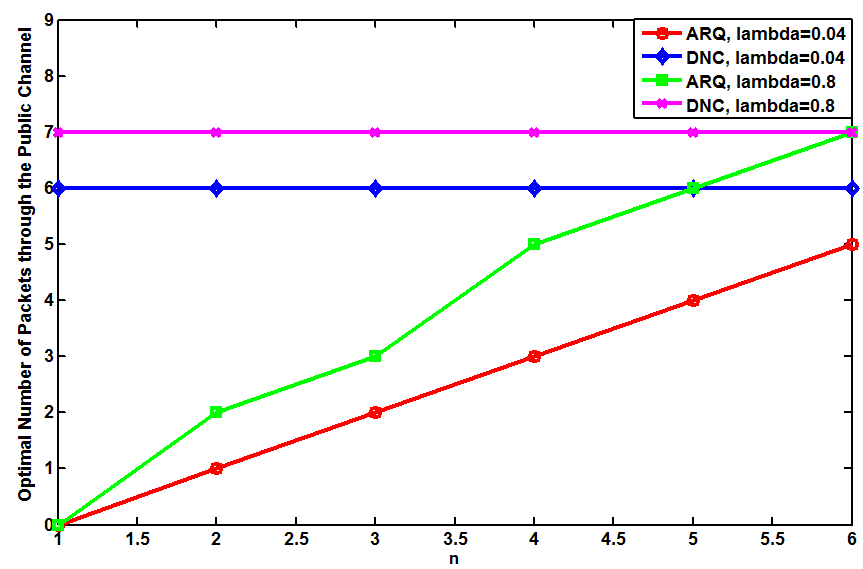 ARQ, lambda=0.04
DNC, lambda=0.04
ARQ, lambda=0.8
DNC, lambda=0.8
Optimal Number of Packets through the Public Channel
9
8
7
6
5
4
3
2
1
0
1 1.5 2 2.5 3 3.5 4 4.5 5 5.5 6
n